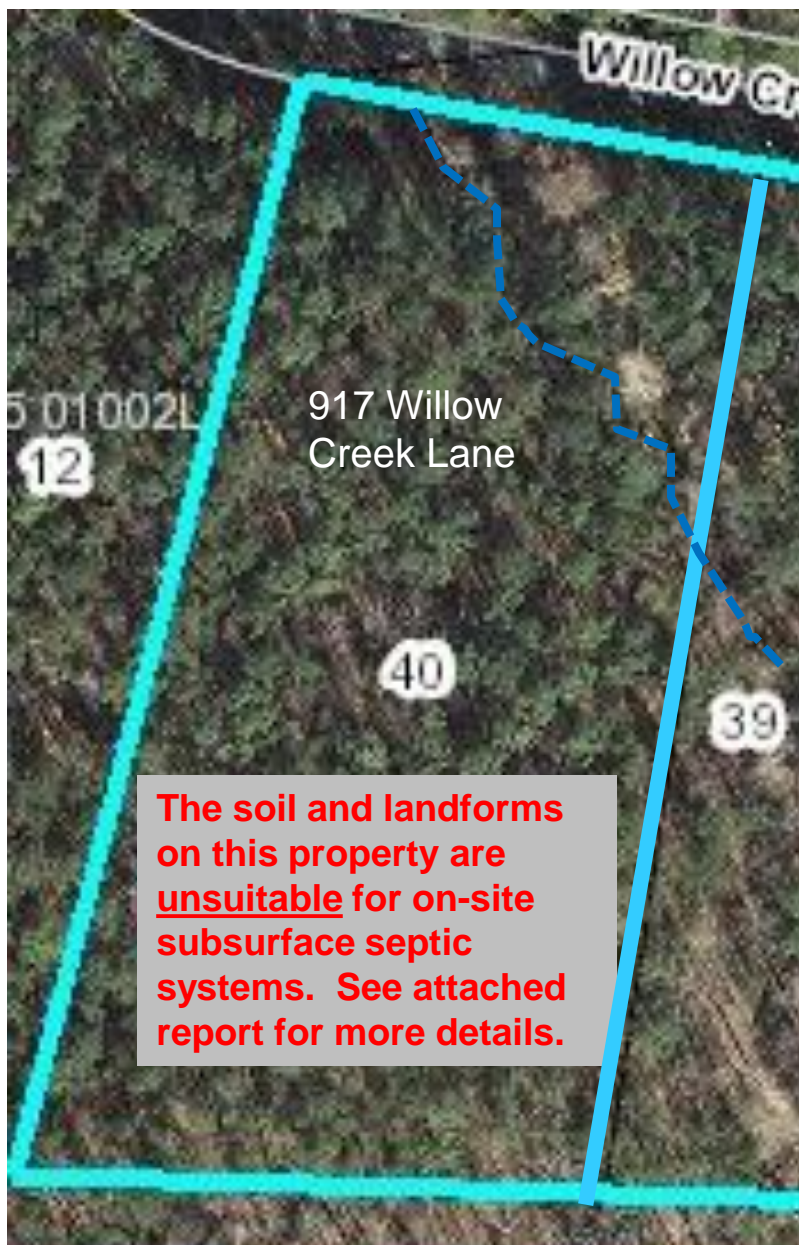 Willow Cr
917 Willow
Creek Lane
5 01002L
12
40
39
The soil and landforms
on this property are
unsuitable for on-site
subsurface septic
systems.  See attached
report for more details.